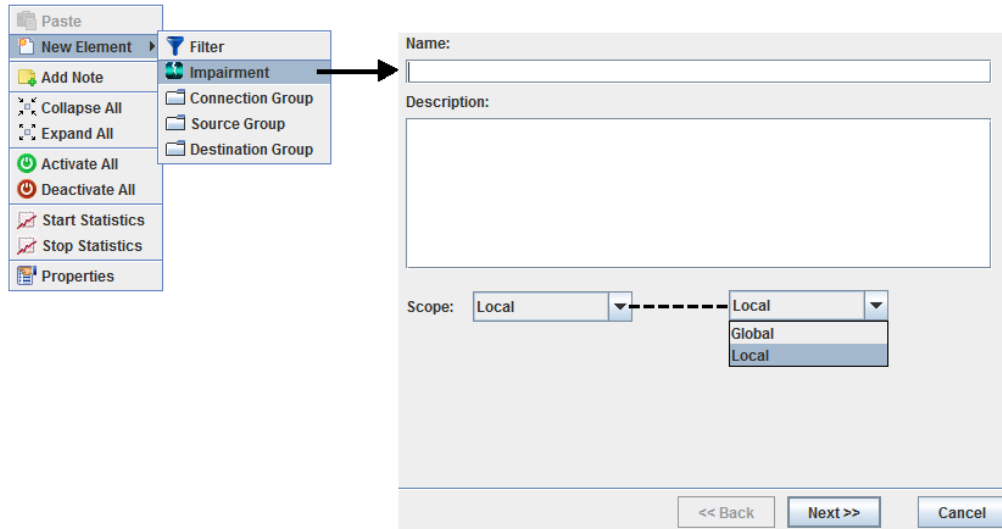 Paste
New Element
Add Note
Collapse All
Expand All
Activate All
Deactivate All
Start Statistics
Stop Statistics
Properties
Filter
Impairment
Connection Group
Source Group
Destination Group
Name:
Description:
Scope: Local
Local
Global
Local
<< Back Next >> Cancel